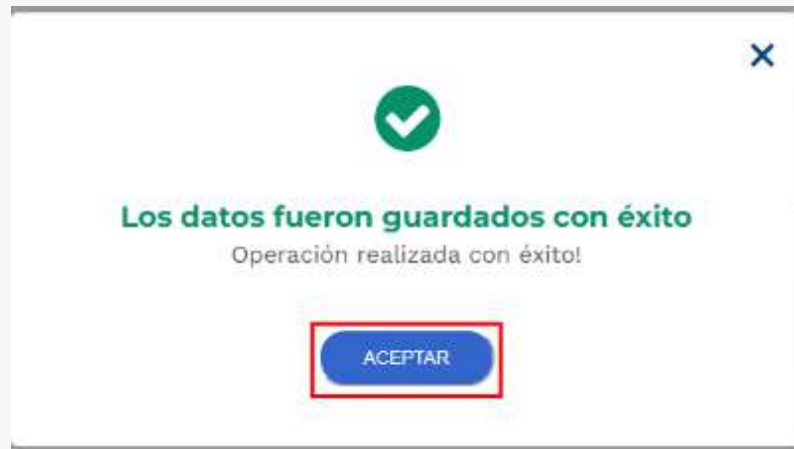 Los datos fueron guardados con éxito
Operación realizada con éxito!
ACEPTAR